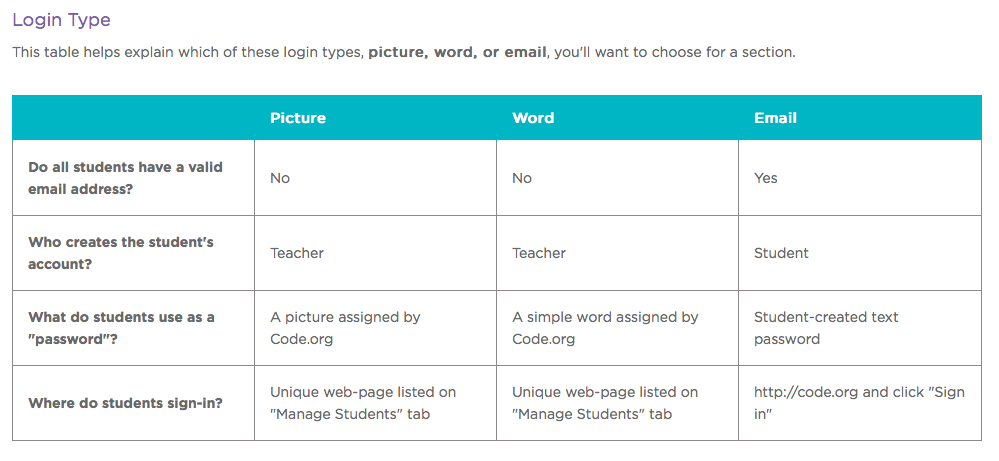 Login Type
This table helps explain which of these login types, picture, word, or email, you'll want to choose for a section.
Picture Word Email
Do all students have a valid
email address?
No No Yes
Who creates the student's
account?
Teacher Teacher Student
What do students use as a
"password"?
A picture assigned by
Code.org
A simple word assigned by
Code.org
Student-created text
password
Where do students sign-in?
Unique web-page listed on
"Manage Students" tab
Unique web-page listed on
"Manage Students" tab
http://code.org and click "Sign
in"